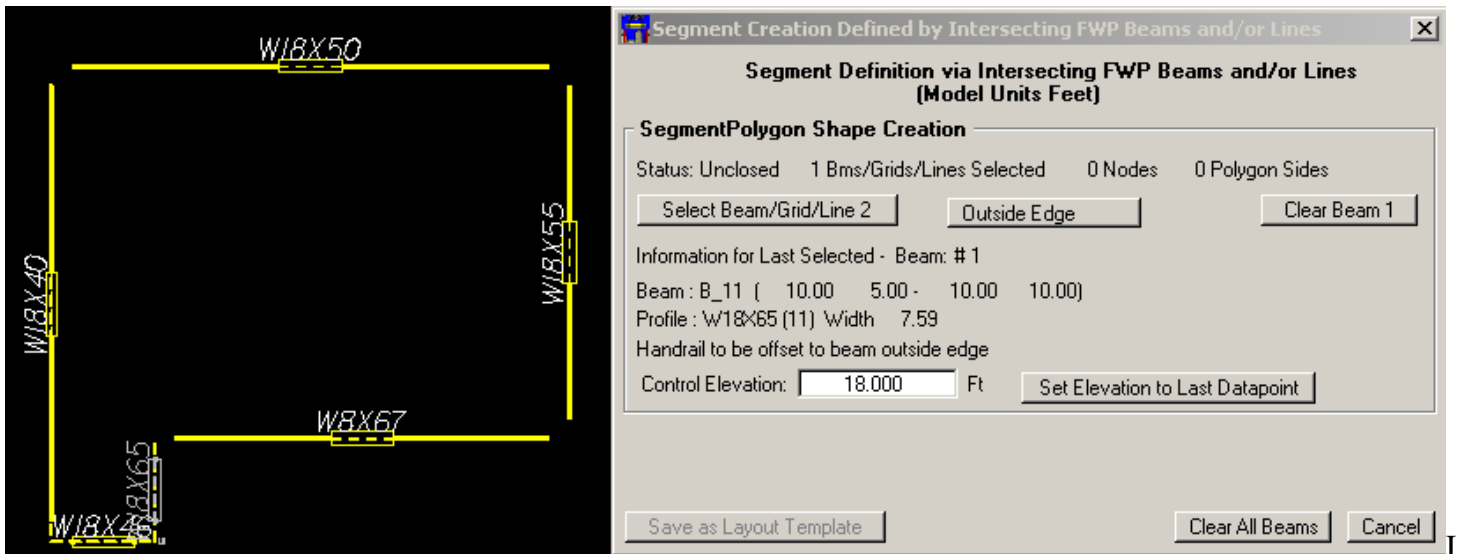 W18X50
W18X40
W18X55
W8X67
W18X65
Segment Creation Defined by Intersecting FWP Beams and/or Lines
Segment Definition via Intersecting FWP Beams and/or Lines
(Model Units Feet)
SegmentPolygon Shape Creation
Status: Unclosed 1 Bms/Grids/Lines Selected 0 Nodes 0 Polygon Sides
Select Beam/Grid/Line 2 Outside Edge Clear Beam 1
Information for Last Selected - Beam: # 1
Beam : B_11 ( 10.00 5.00 - 10.00 10.00)
Profile : W18X65 (11) Width 7.59
Handrail to be offset to beam outside edge
Control Elevation: 18.000 Ft Set Elevation to Last Datapoint
Save as Layout Template Clear All Beams Cancel
I